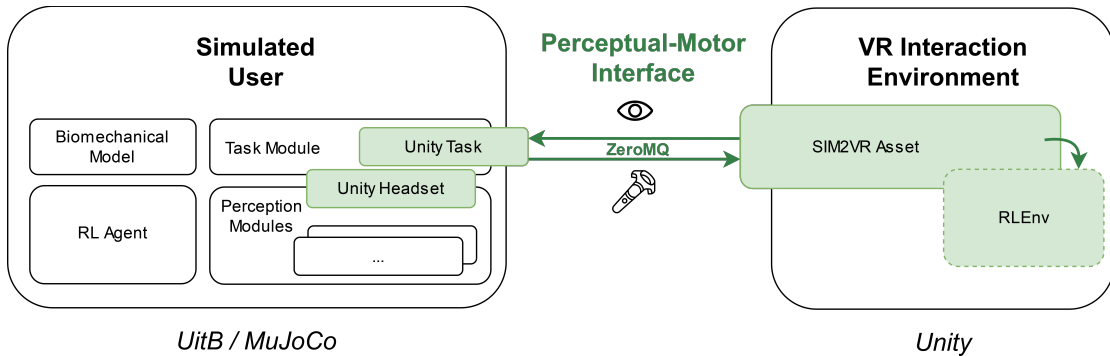 Simulated
User
Biomechanical
Model
Task Module
Unity Task
Unity Headset
RL Agent
Perception
Modules
...
UitB / MuJoCo
Perceptual-Motor
Interface
ZeroMQ
VR Interaction
Environment
SIM2VR Asset
RLEnv
Unity